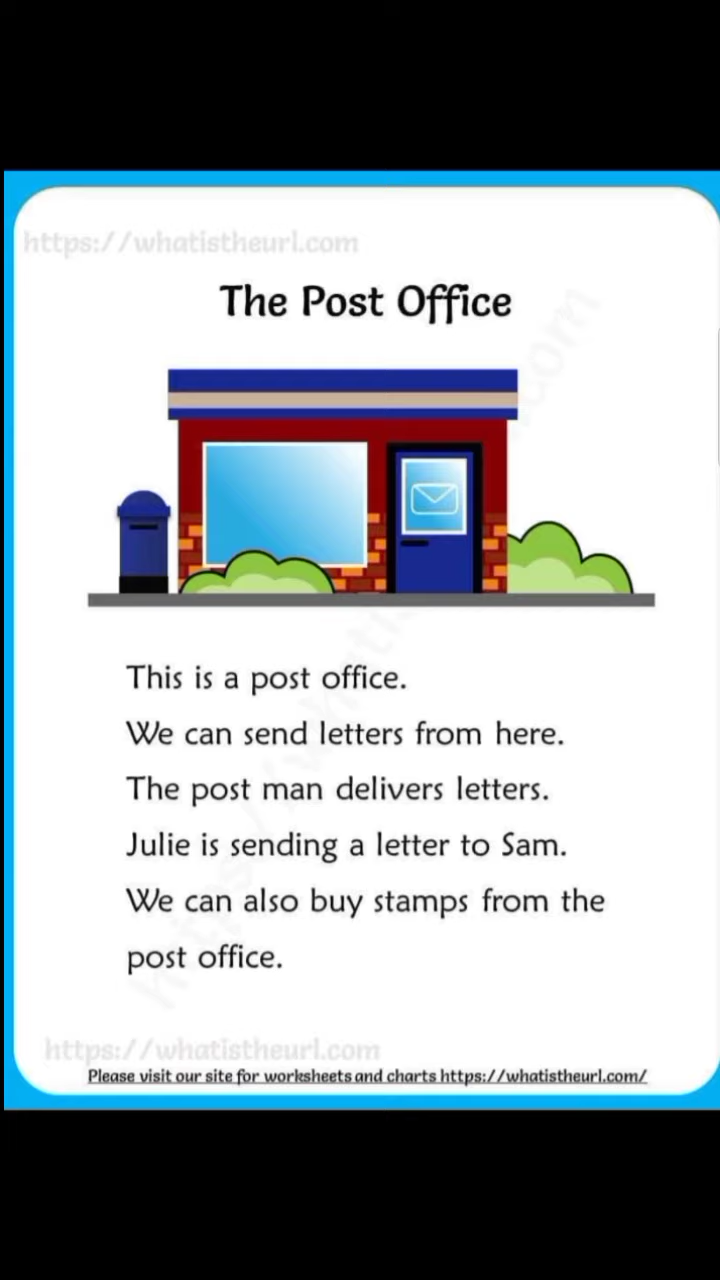 https://whatistheurl.com
The Post Office
This is a post office.
We can send letters from here.
The post man delivers letters.
Julie is sending a letter to Sam.
We can also buy stamps from the
post office.
https://whatistheurl.com
Please visit our site for worksheets and charts https://whatistheurl.com/